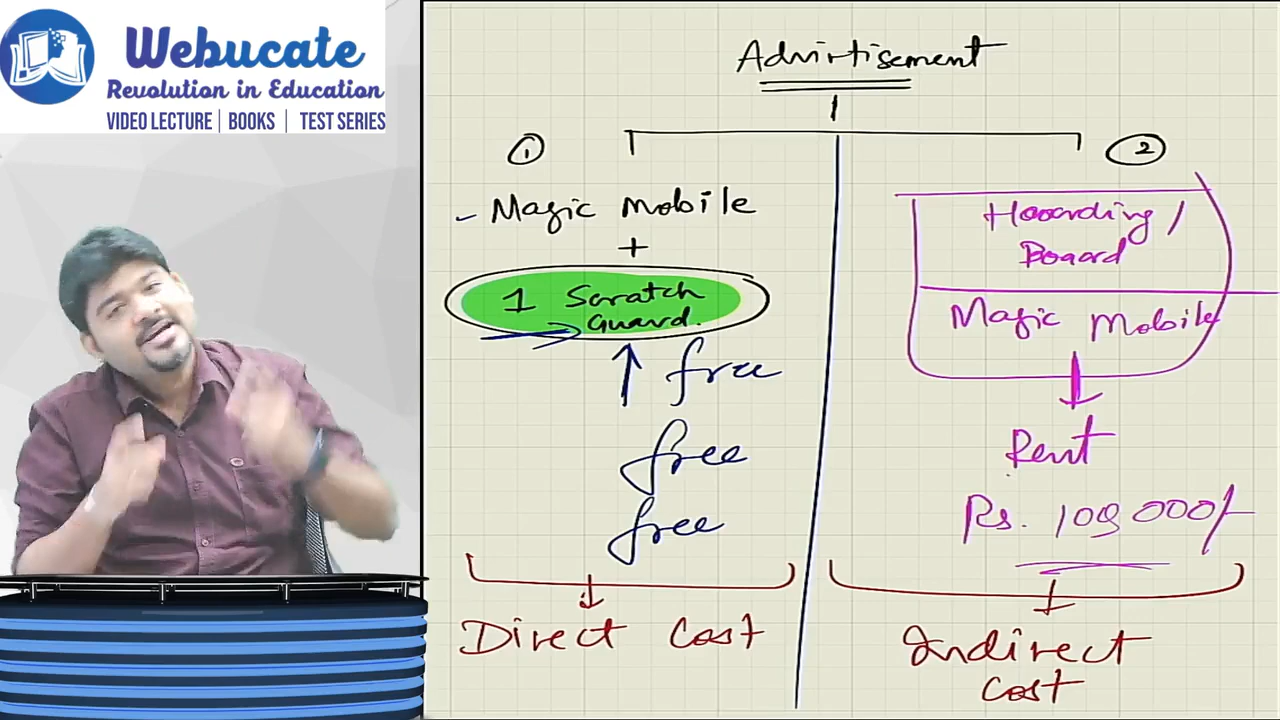 Webucate
Revolution in Education
VIDEO LECTURE | BOOKS | TEST SERIES
Advirtisement
①
Magic Mobile
+
1 Scratch
Guard.
free
free
free
Direct Cost
②
Hoarding /
Board
Magic Mobile
Rent
Rs. 100,000/-
Indirect
Cost